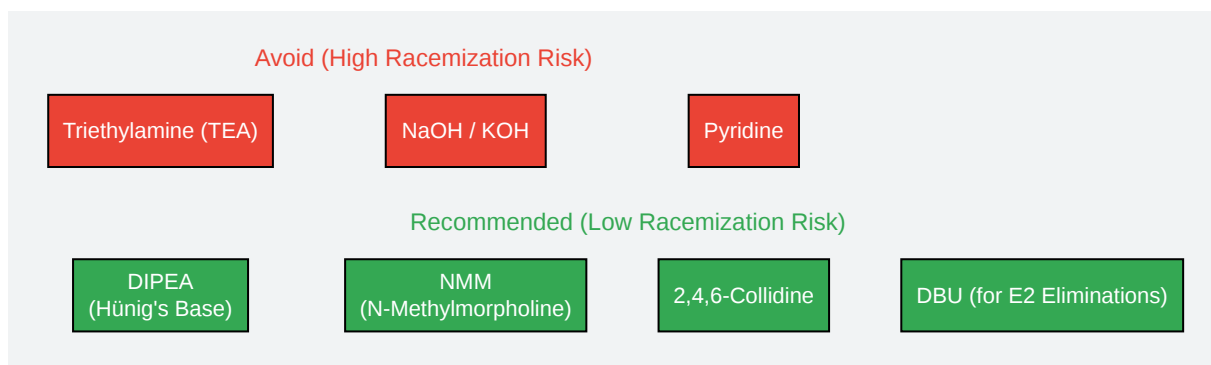 Avoid (High Racemization Risk)
Triethylamine (TEA)
NaOH / KOH
Pyridine
Recommended (Low Racemization Risk)
DIPEA
(Hünig's Base)
NMM
(N-Methylmorpholine)
2,4,6-Collidine
DBU (for E2 Eliminations)